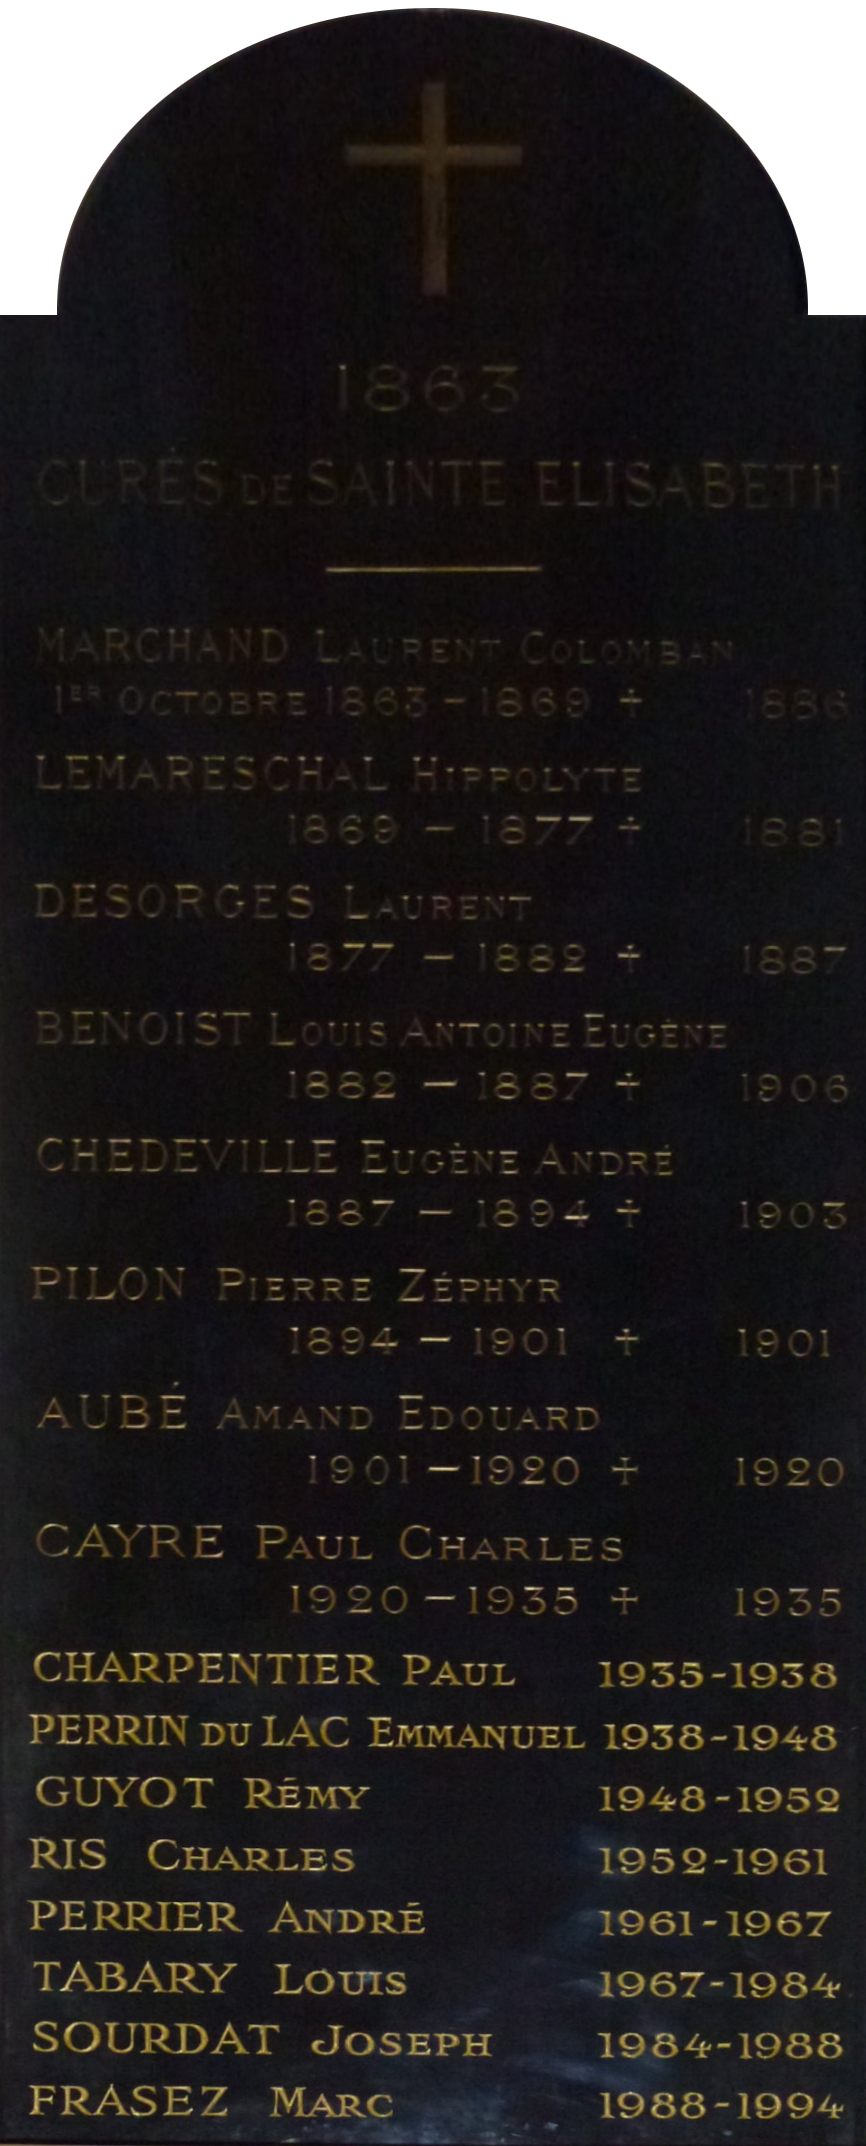 1863
CURÉS DE SAINTE ELISABETH
MARCHAND LAURENT COLOMBAN
1ER OCTOBRE 1863 - 1869 † 1886
LEMARESCHAL HIPPOLYTE
1869 - 1877 † 1881
DESORGES LAURENT
1877 - 1882 † 1887
BENOIST LOUIS ANTOINE EUGÈNE
1882 - 1887 † 1906
CHEDEVILLE EUGÈNE ANDRÉ
1887 - 1894 † 1903
PILON PIERRE ZÉPHYR
1894 - 1901 † 1901
AUBÉ AMAND EDOUARD
1901 - 1920 † 1920
CAYRE PAUL CHARLES
1920 - 1935 † 1935
CHARPENTIER PAUL 1935-1938
PERRIN DU LAC EMMANUEL 1938-1948
GUYOT RÉMY 1948-1952
RIS CHARLES 1952-1961
PERRIER ANDRÉ 1961-1967
TABARY LOUIS 1967-1984
SOURDAT JOSEPH 1984-1988
FRASEZ MARC 1988-1994